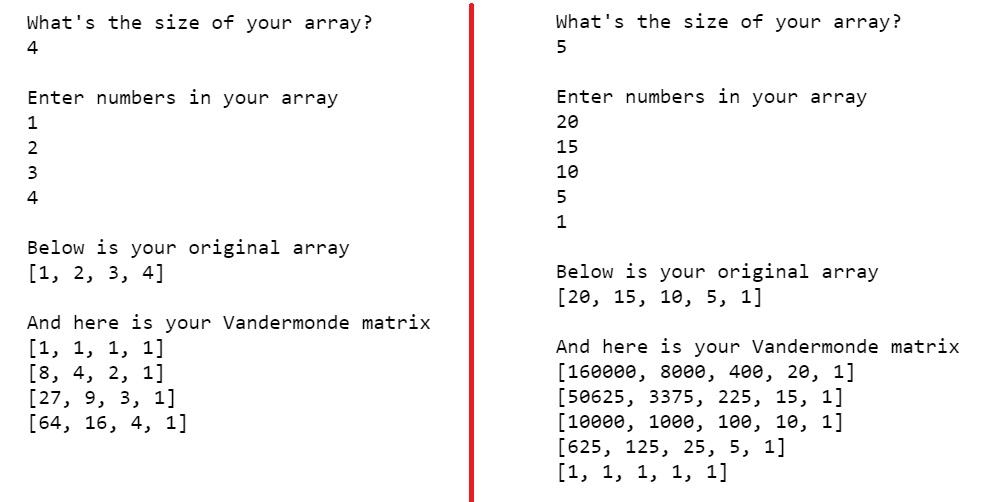 What's the size of your array?
4
Enter numbers in your array
1
2
3
4
Below is your original array
[1, 2, 3, 4]
And here is your Vandermonde matrix
[1, 1, 1, 1]
[8, 4, 2, 1]
[27, 9, 3, 1]
[64, 16, 4, 1]
What's the size of your array?
5
Enter numbers in your array
20
15
10
5
1
Below is your original array
[20, 15, 10, 5, 1]
And here is your Vandermonde matrix
[160000, 8000, 400, 20, 1]
[50625, 3375, 225, 15, 1]
[10000, 1000, 100, 10, 1]
[625, 125, 25, 5, 1]
[1, 1, 1, 1, 1]